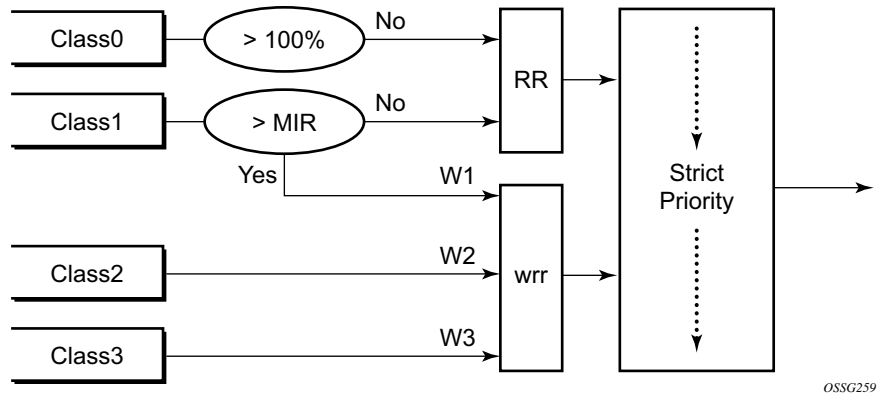 Class0
> 100%
No
RR
Class1
> MIR
No
Yes
W1
Strict
Priority
Class2
W2
wrr
Class3
W3
OSSG259